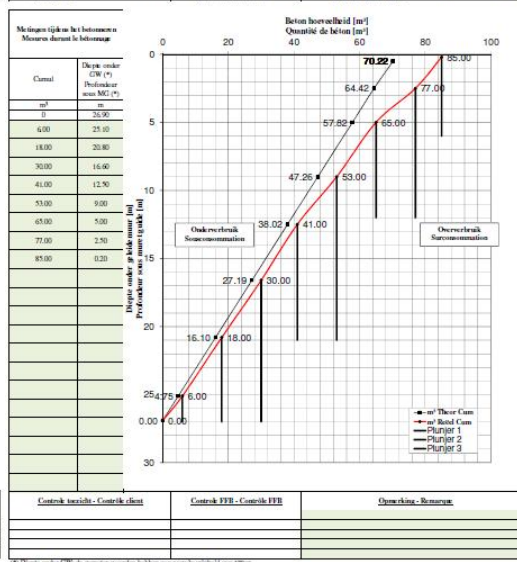 Metingen tijdens het betonneren
Mesures durant le bétonnage
Cumul
Diepte onder
GW (*)
Profondeur
sous MG (*)
m³
m
0 26.90
6.00 25.10
18.00 20.80
30.00 16.60
41.00 12.50
53.00 9.00
65.00 5.00
77.00 2.50
85.00 0.20
Beton hoeveelheid [m³]
Quantité de béton [m³]
0 20 40 60 80 100
Diepte onder geleidemuur [m]
Profondeur sous muret guide [m]
0
5
10
15
20
25
30
70.22
85.00
64.42
77.00
57.82
65.00
47.26
53.00
38.02
41.00
27.19
30.00
16.10
18.00
4.75
6.00
0.00
0.00
Onderverbruik
Sousconsommation
Oververbruik
Surconsommation
m³ Theor Cum
m³ Reëel Cum
Plunjer 1
Plunjer 2
Plunjer 3
Controle toezicht - Contrôle client
Controle FFB - Contrôle FFB
Opmerking - Remarque